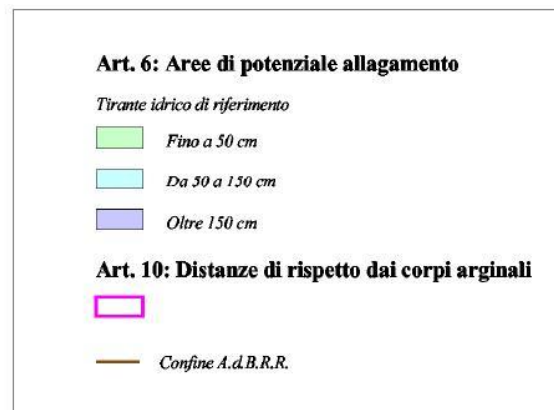 Art. 6: Aree di potenziale allagamento
Tirante idrico di riferimento
Fino a 50 cm
Da 50 a 150 cm
Oltre 150 cm
Art. 10: Distanze di rispetto dai corpi arginali
Confine A.d.B.R.R.